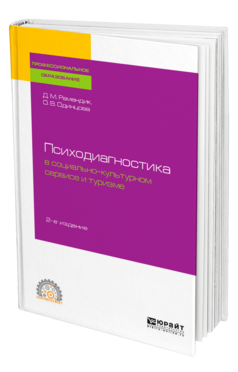 ПРОФЕССИОНАЛЬНОЕ
ОБРАЗОВАНИЕ
Д. М. Рамендик
О. В. Одинцова
Психодиагностика
в социально-культурном
сервисе и туризме
2-е издание
юрайт